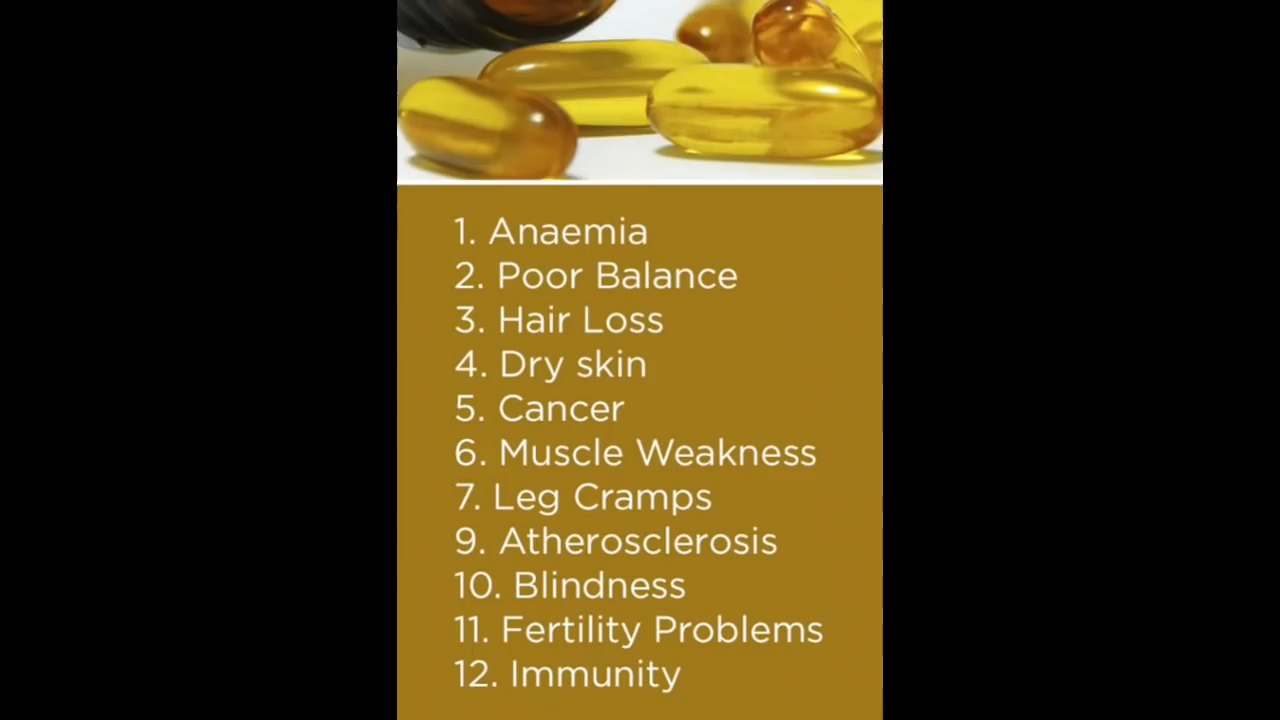 1. Anaemia
2. Poor Balance
3. Hair Loss
4. Dry skin
5. Cancer
6. Muscle Weakness
7. Leg Cramps
9. Atherosclerosis
10. Blindness
11. Fertility Problems
12. Immunity